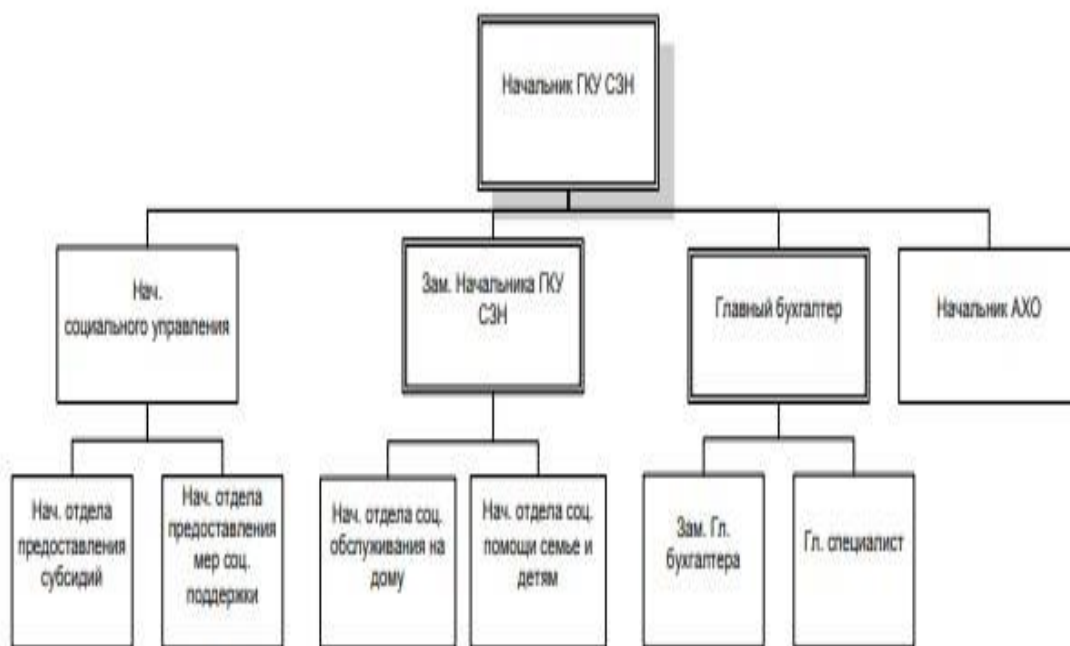 Начальник ГКУ СЗН
Нач.
социального управления
Зам. Начальника ГКУ
СЗН
Главный бухгалтер
Начальник АХО
Нач. отдела
предоставления
субсидий
Нач. отдела
предоставления
мер соц.
поддержки
Нач. отдела соц.
обслуживания на
дому
Нач. отдела соц.
помощи семье и
детям
Зам. Гл.
бухгалтера
Гл. специалист